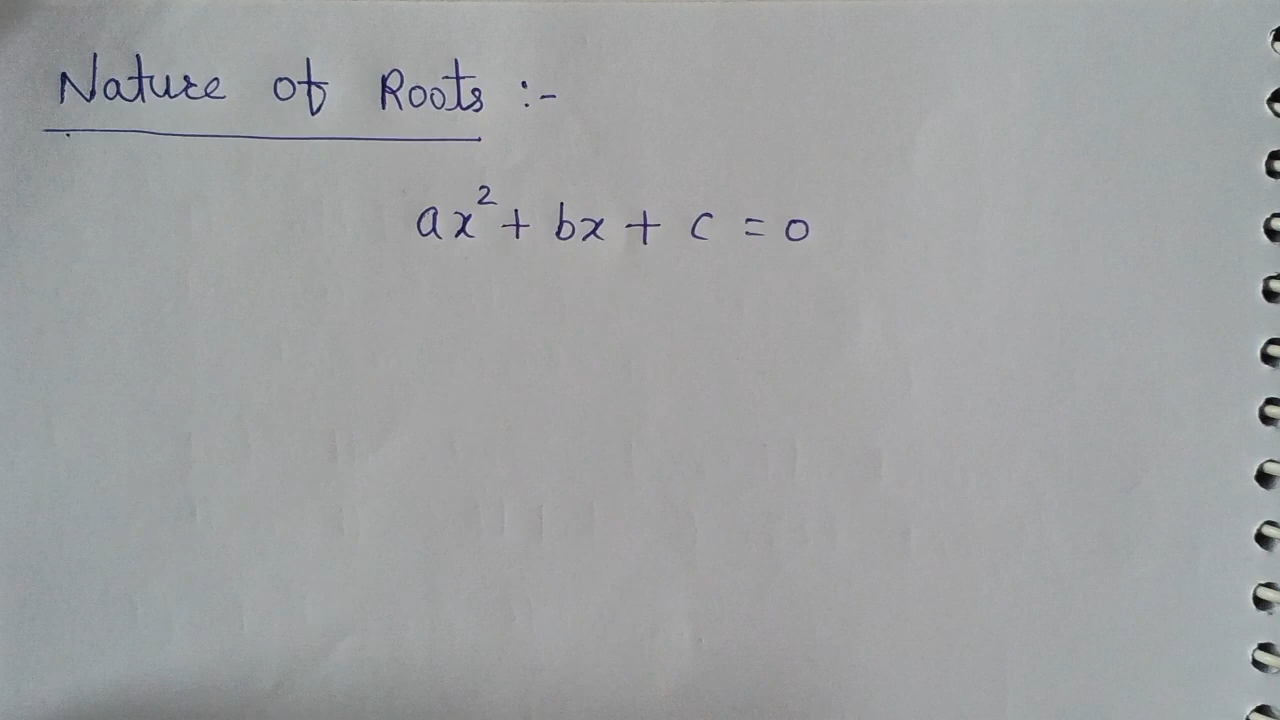 Nature of Roots :-
ax² + bx + c = 0